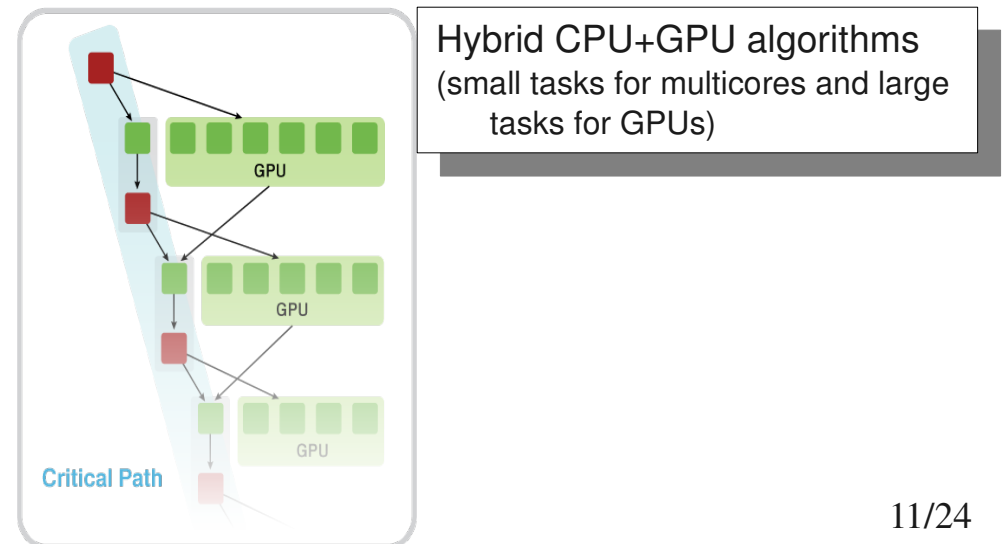 Hybrid CPU+GPU algorithms
(small tasks for multicores and large
tasks for GPUs)
GPU
GPU
GPU
Critical Path
11/24